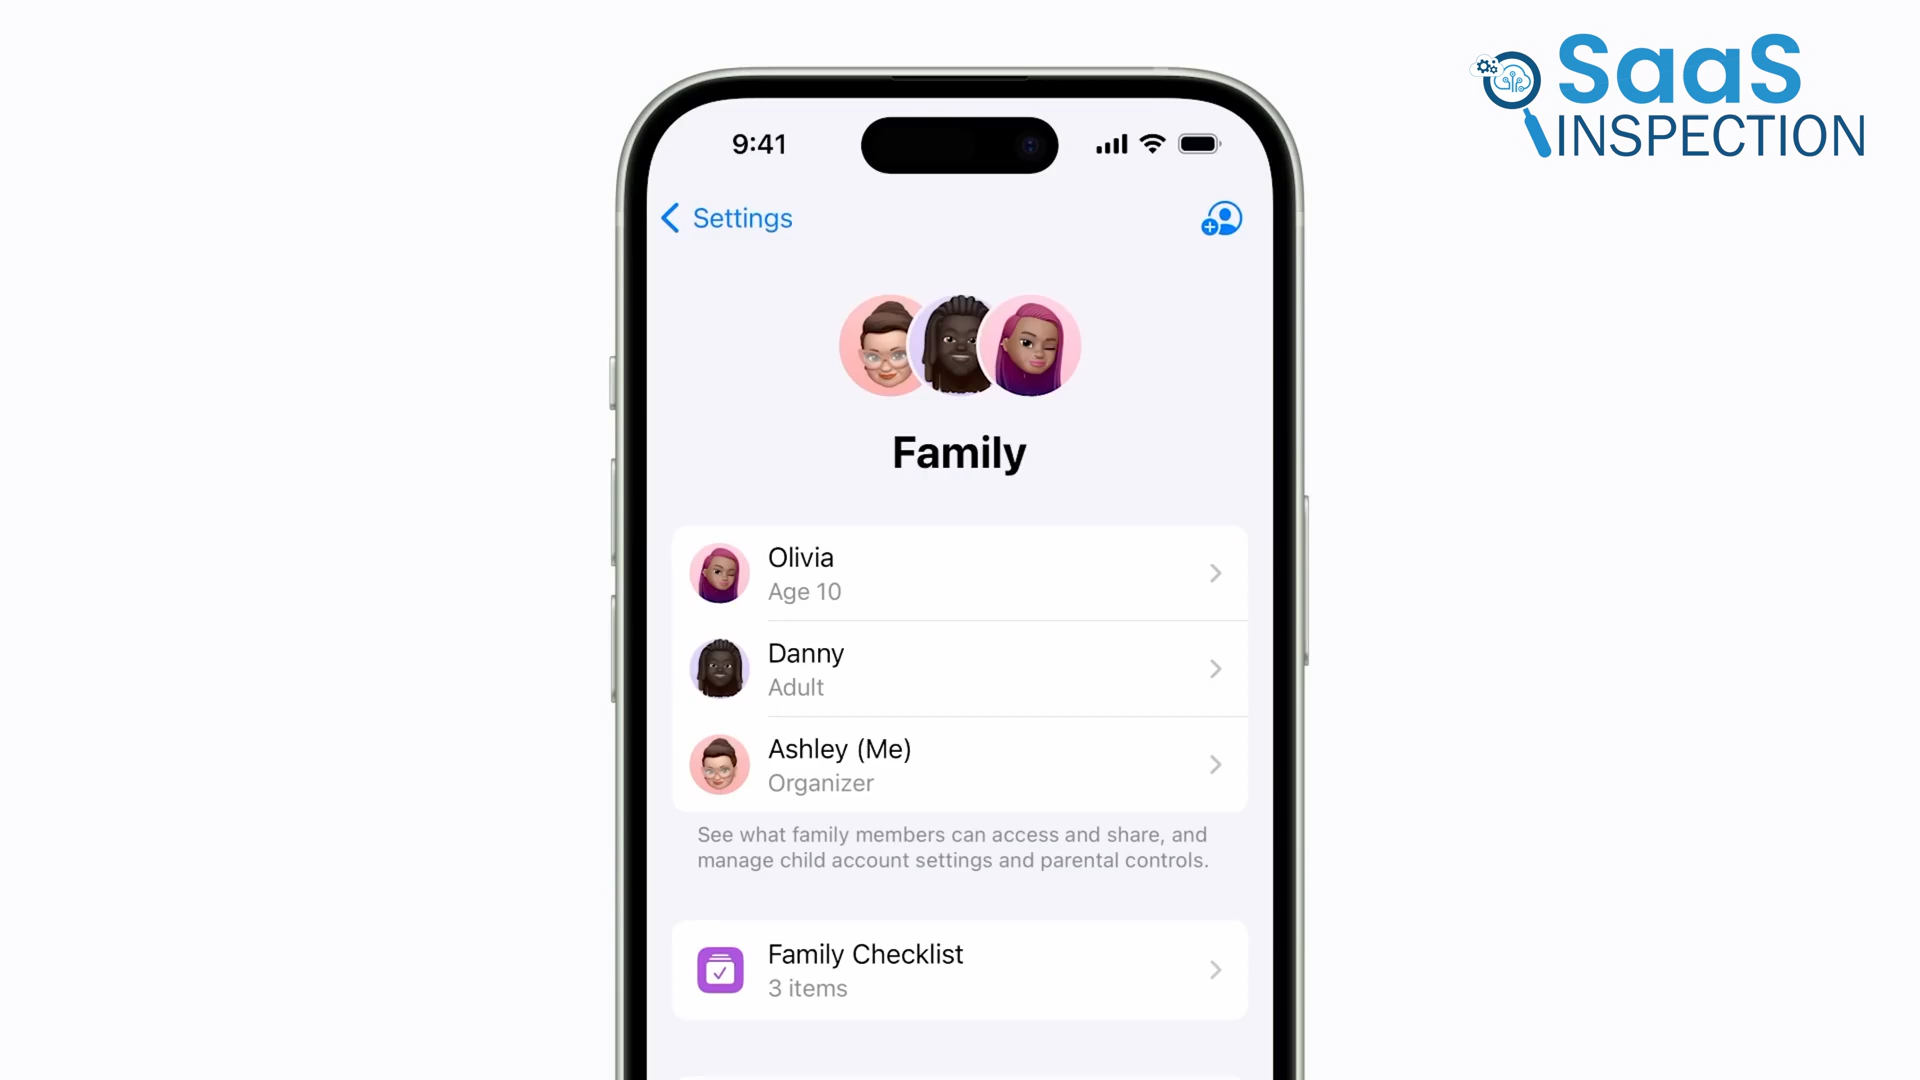 SaaS
INSPECTION
9:41
Settings
Family
Olivia
Age 10
Danny
Adult
Ashley (Me)
Organizer
See what family members can access and share, and
manage child account settings and parental controls.
Family Checklist
3 items